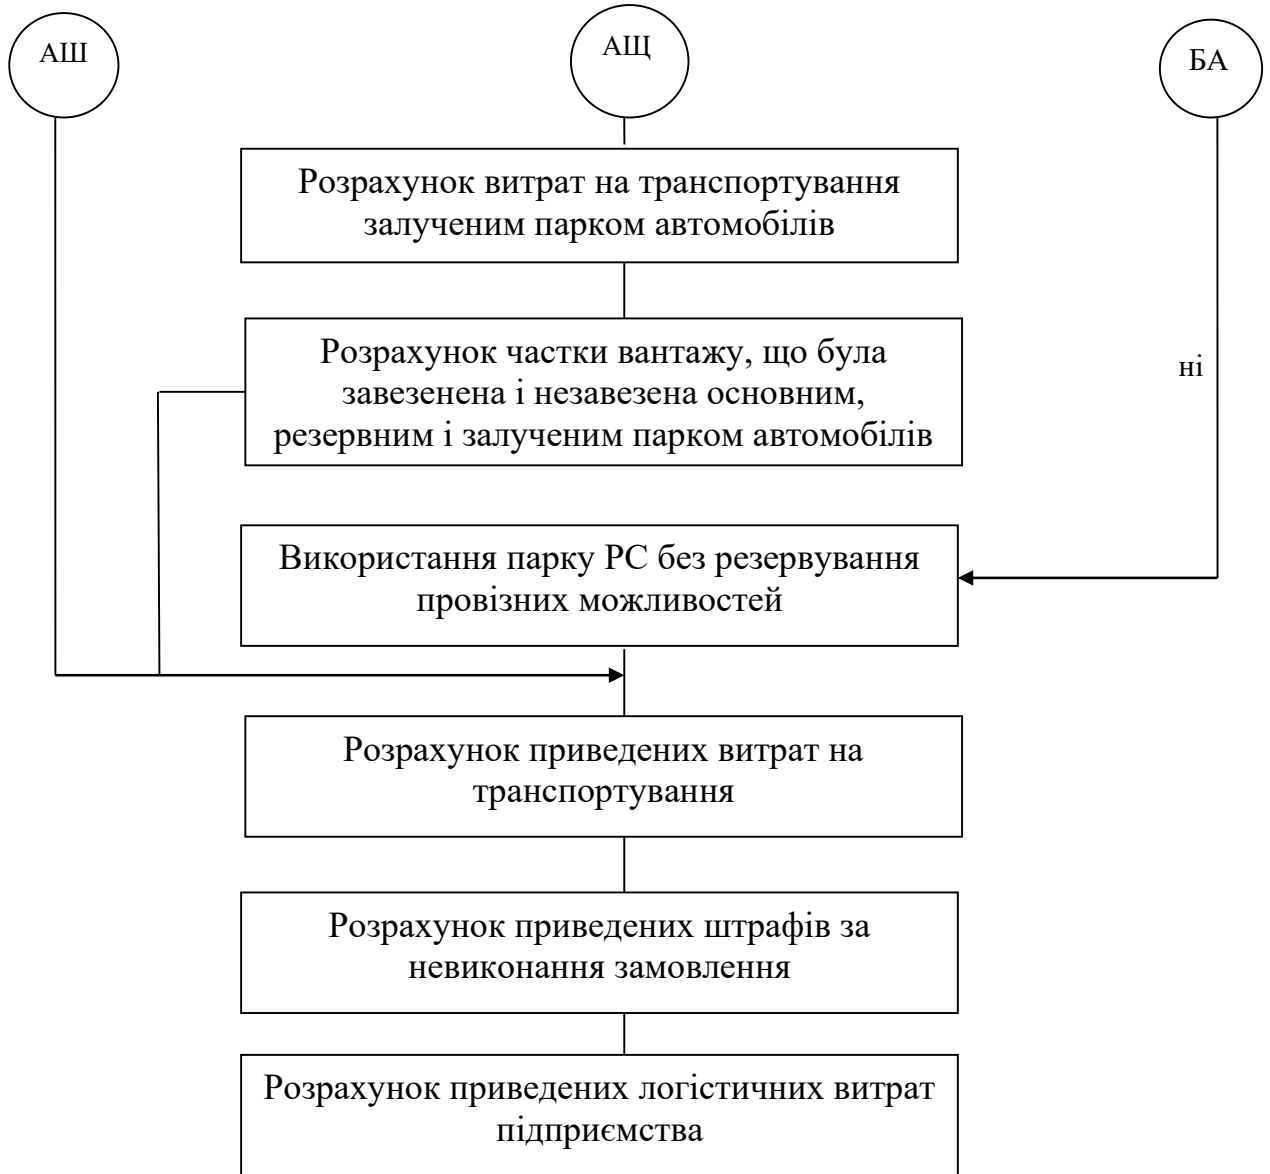 АШ
АЩ
БА
Розрахунок витрат на транспортування
залученим парком автомобілів
Розрахунок частки вантажу, що була
завезенена і незавезена основним,
резервним і залученим парком автомобілів
ні
Використання парку РС без резервування
провізних можливостей
Розрахунок приведених витрат на
транспортування
Розрахунок приведених штрафів за
невиконання замовлення
Розрахунок приведених логістичних витрат
підприємства